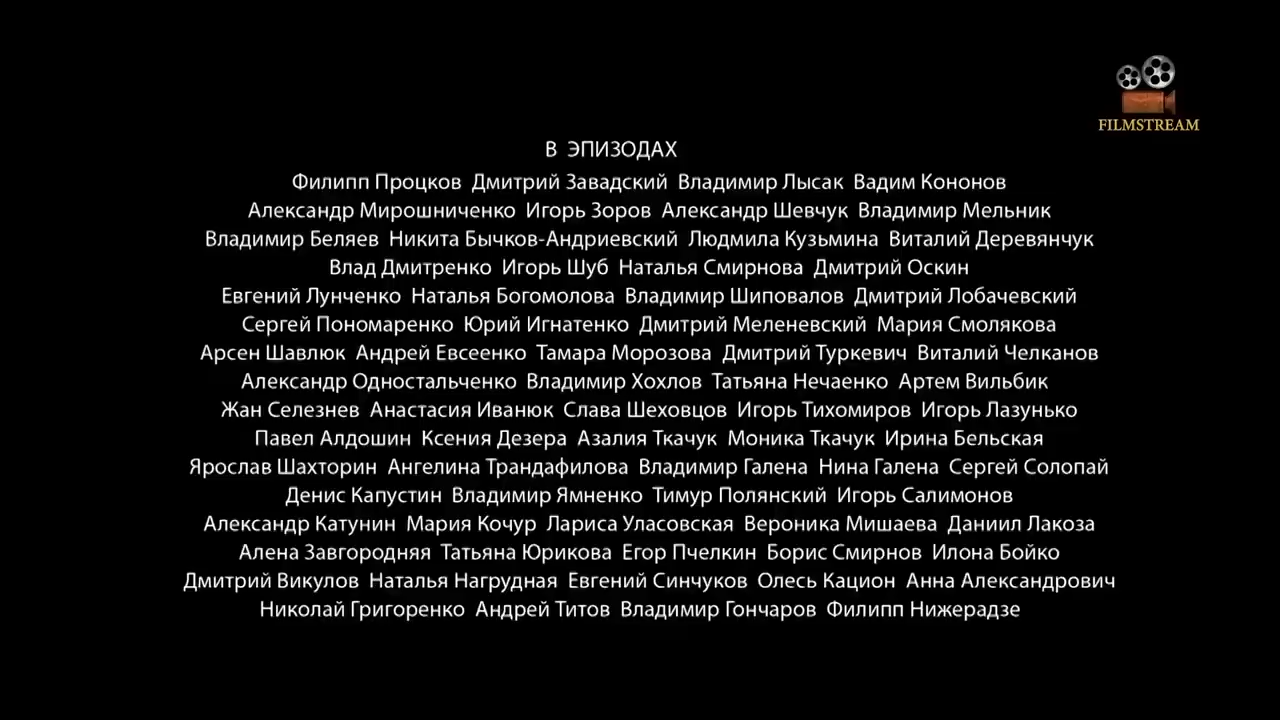 FILMSTREAM
В ЭПИЗОДАХ
Филипп Процков Дмитрий Завадский Владимир Лысак Вадим Кононов
Александр Мирошниченко Игорь Зоров Александр Шевчук Владимир Мельник
Владимир Беляев Никита Бычков-Андриевский Людмила Кузьмина Виталий Деревянчук
Влад Дмитренко Игорь Шуб Наталья Смирнова Дмитрий Оскин
Евгений Лунченко Наталья Богомолова Владимир Шиповалов Дмитрий Лобачевский
Сергей Пономаренко Юрий Игнатенко Дмитрий Меленевский Мария Смолякова
Арсен Шавлюк Андрей Евсеенко Тамара Морозова Дмитрий Туркевич Виталий Челканов
Александр Одностальченко Владимир Хохлов Татьяна Нечаенко Артем Вильбик
Жан Селезнев Анастасия Иванюк Слава Шеховцов Игорь Тихомиров Игорь Лазунько
Павел Алдошин Ксения Дезера Азалия Ткачук Моника Ткачук Ирина Бельская
Ярослав Шахторин Ангелина Трандафилова Владимир Галена Нина Галена Сергей Солопай
Денис Капустин Владимир Ямненко Тимур Полянский Игорь Салимонов
Александр Катунин Мария Кочур Лариса Уласовская Вероника Мишаева Даниил Лакоза
Алена Завгородняя Татьяна Юрикова Егор Пчелкин Борис Смирнов Илона Бойко
Дмитрий Викулов Наталья Нагрудная Евгений Синчуков Олесь Кацион Анна Александрович
Николай Григоренко Андрей Титов Владимир Гончаров Филипп Нижерадзе